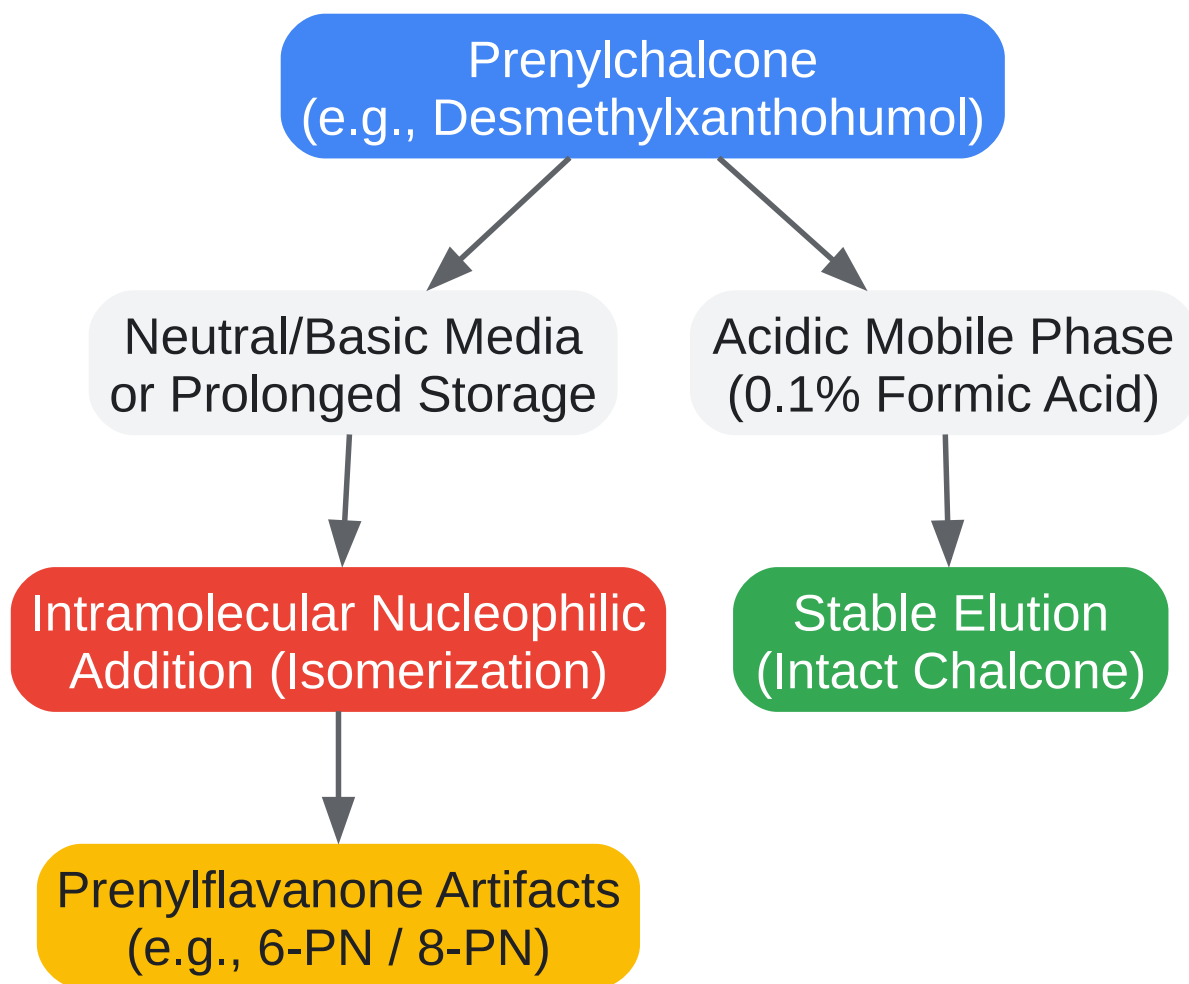 Prenylchalcone
(e.g., Desmethylxanthohumol)
Neutral/Basic Media
or Prolonged Storage
Acidic Mobile Phase
(0.1% Formic Acid)
Intramolecular Nucleophilic
Addition (Isomerization)
Stable Elution
(Intact Chalcone)
Prenylflavanone Artifacts
(e.g., 6-PN / 8-PN)